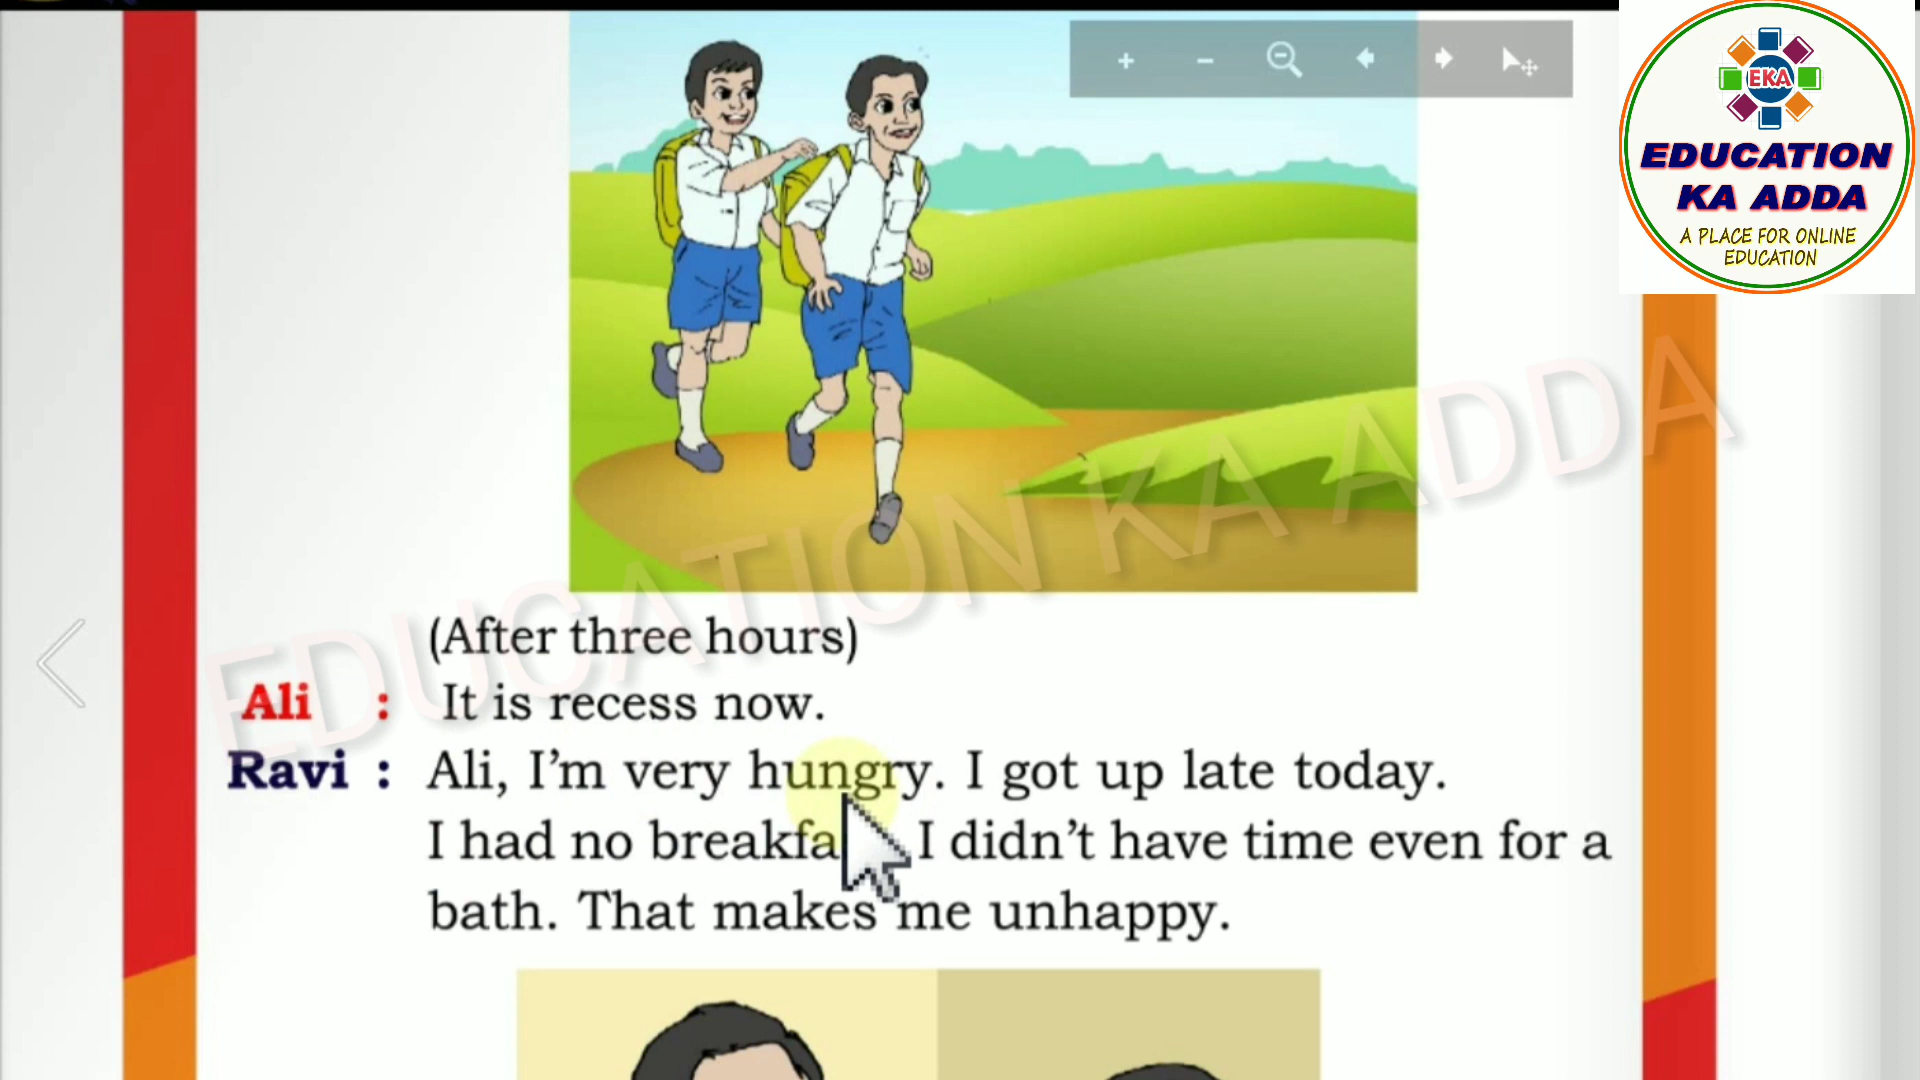 EKA
EDUCATION
KA ADDA
A PLACE FOR ONLINE
EDUCATION
(After three hours)
Ali : It is recess now.
Ravi : Ali, I'm very hungry. I got up late today.
I had no I didn't have time even for a
bath. That makes me unhappy.
EDUCATION KA ADDA